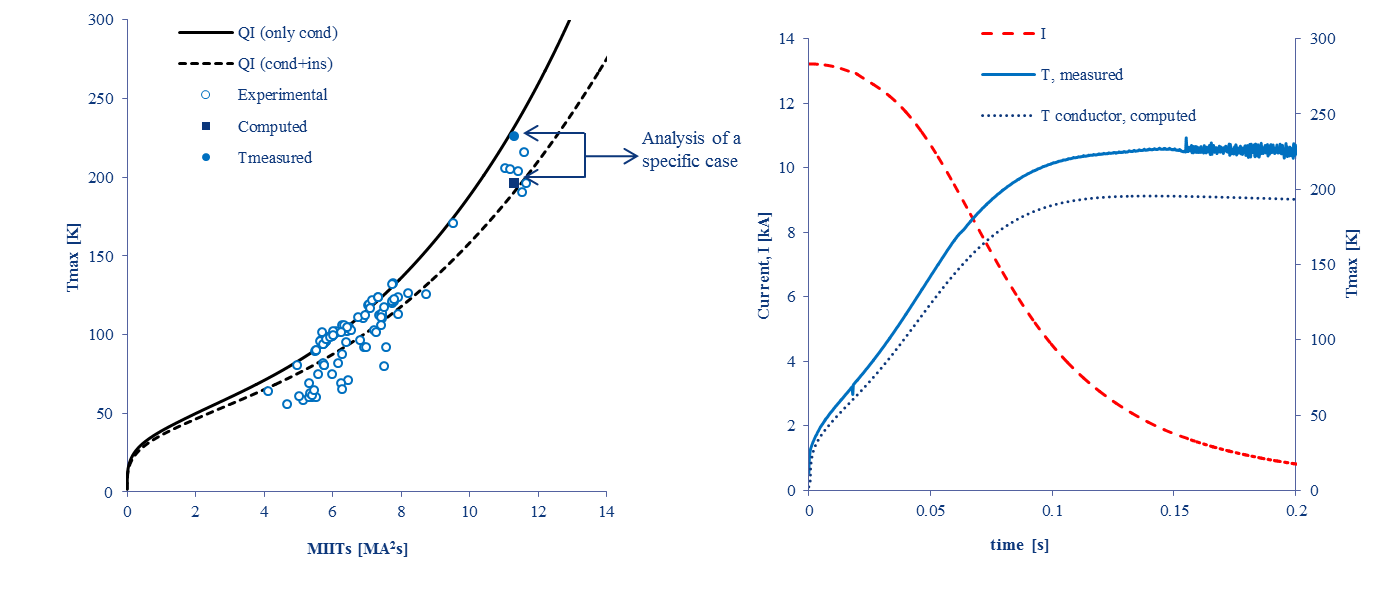 300
250
200
150
100
50
0
0 2 4 6 8 10 12 14
Tmax [K]
MIITs [MA²s]
QI (only cond)
QI (cond+ins)
Experimental
Computed
Tmeasured
Analysis of a
specific case
14
12
10
8
6
4
2
0
Current, I [kA]
I
T, measured
T conductor, computed
300
250
200
150
100
50
0
Tmax [K]
0 0.05 0.1 0.15 0.2
time [s]